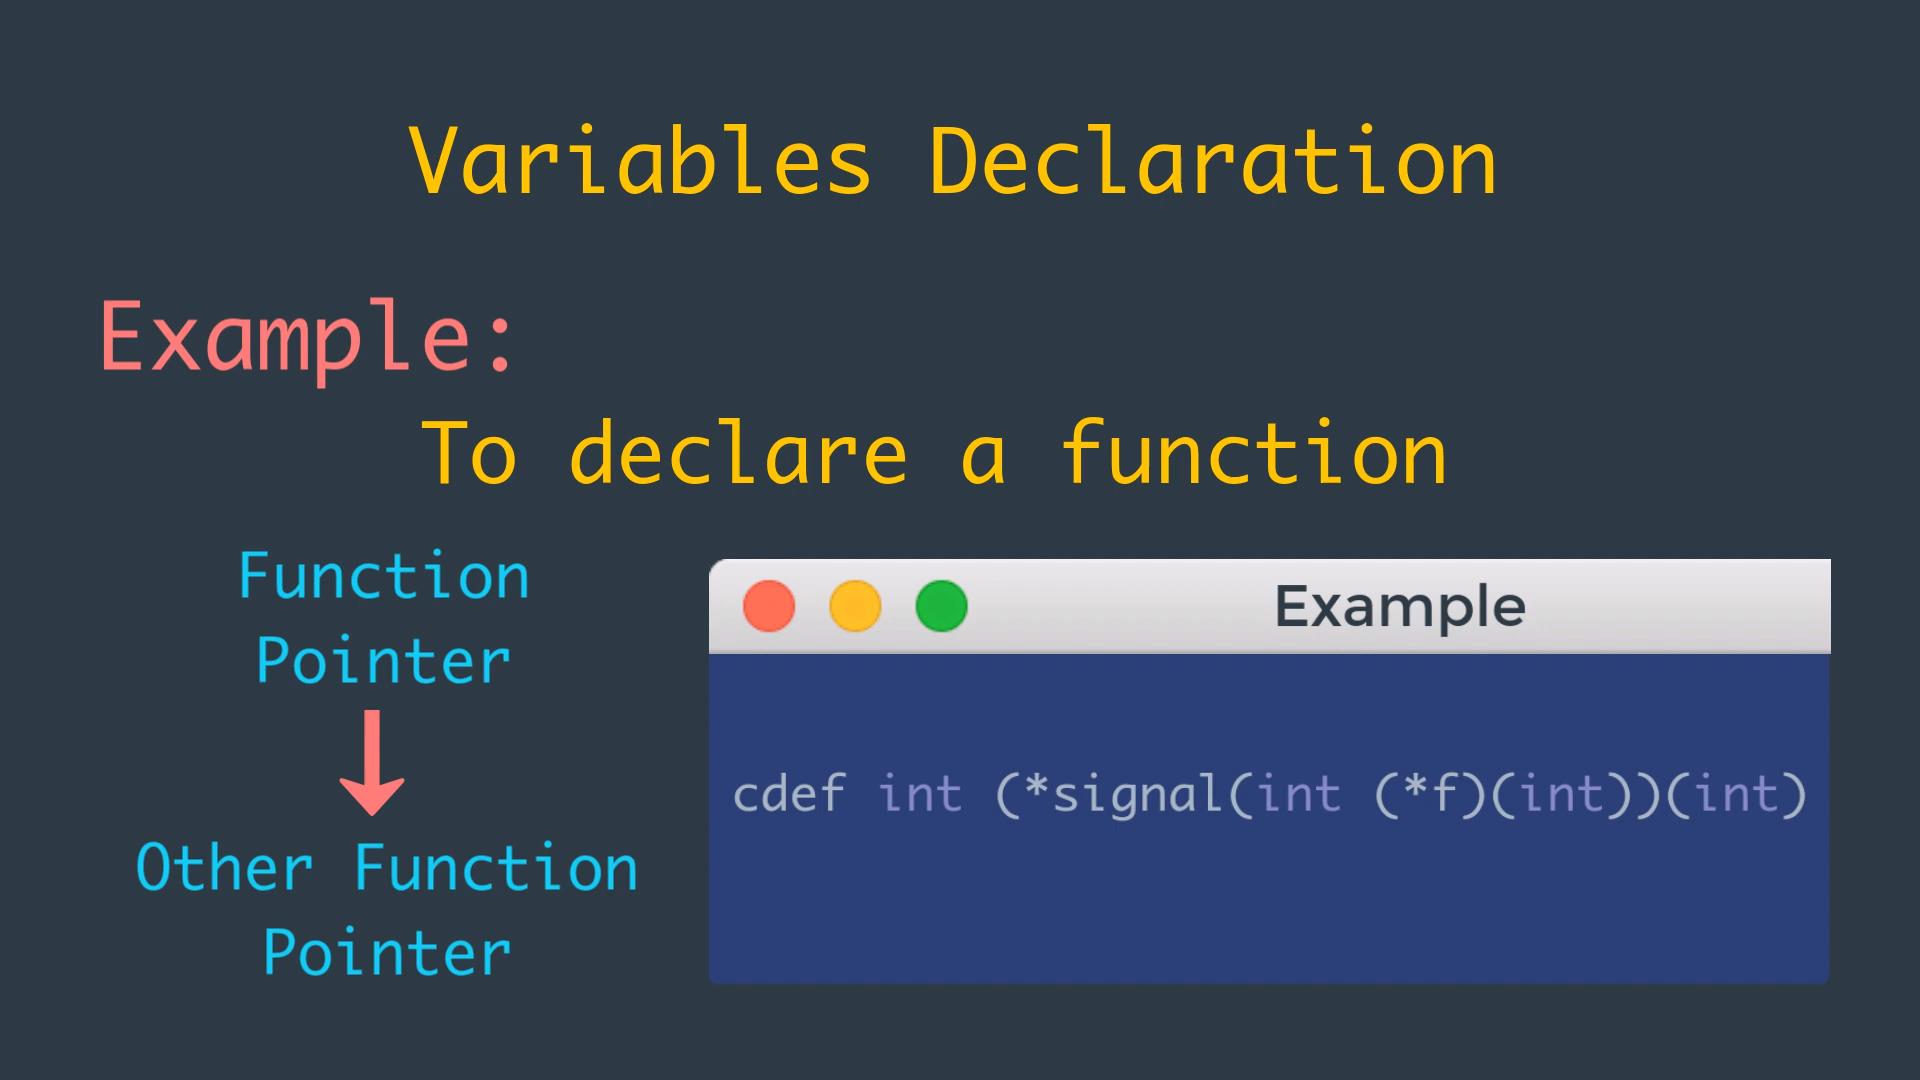 Variables Declaration
Example:
To declare a function
Function
Pointer
Other Function
Pointer
Example
cdef int (*signal(int (*f)(int))(int)